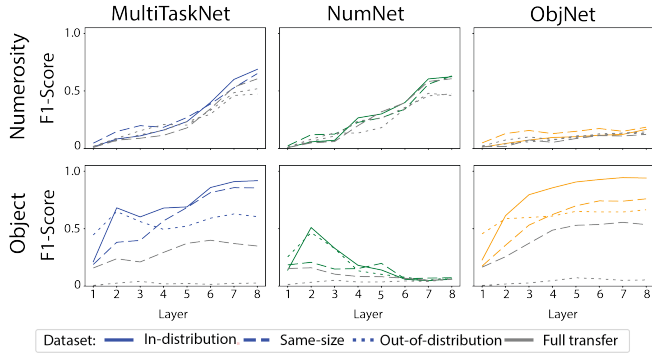 MultiTaskNet NumNet ObjNet
Numerosity
F1-Score
1.0
0.5
0
Object
F1-Score
1.0
0.5
0
1 2 3 4 5 6 7 8 1 2 3 4 5 6 7 8 1 2 3 4 5 6 7 8
Layer Layer Layer
Dataset: In-distribution Same-size Out-of-distribution Full transfer